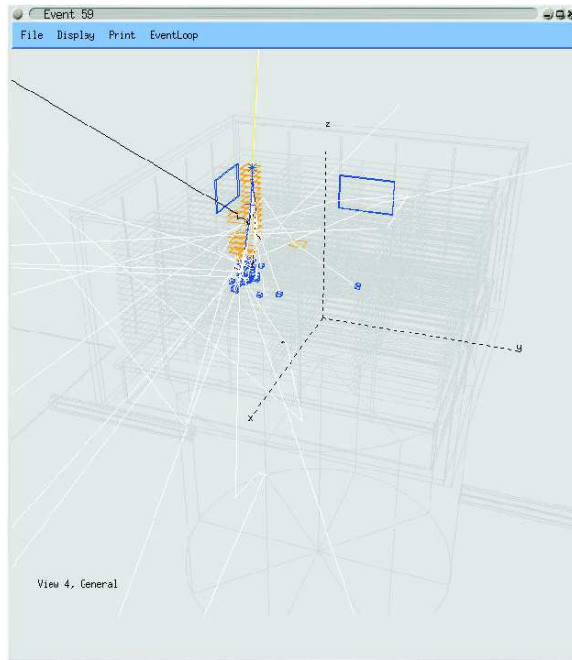 Event 59
File Display Print EventLoop
z
y
x
View 4, General